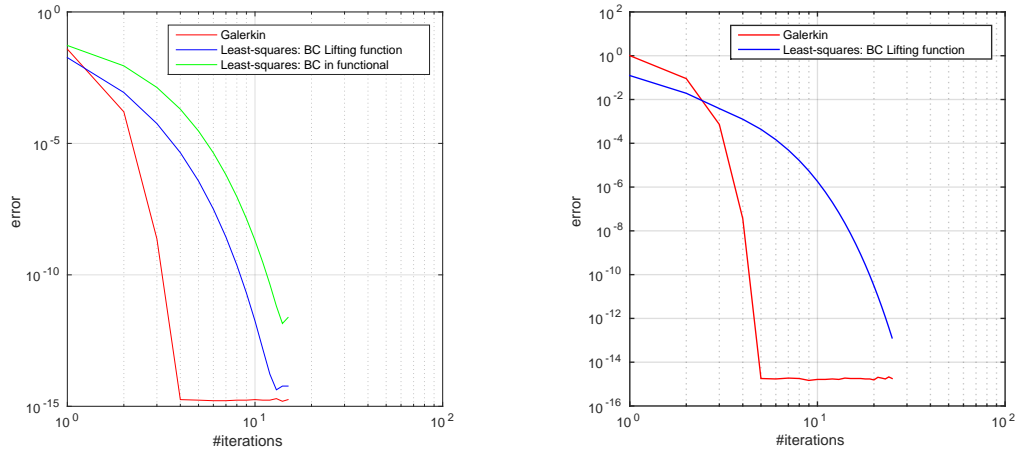 10^0
10^-5
10^-10
10^-15
error
10^0
10^1
10^2
#iterations
Galerkin
Least-squares: BC Lifting function
Least-squares: BC in functional
10^2
10^0
10^-2
10^-4
10^-6
10^-8
10^-10
10^-12
10^-14
10^-16
error
10^0
10^1
10^2
#iterations
Galerkin
Least-squares: BC Lifting function